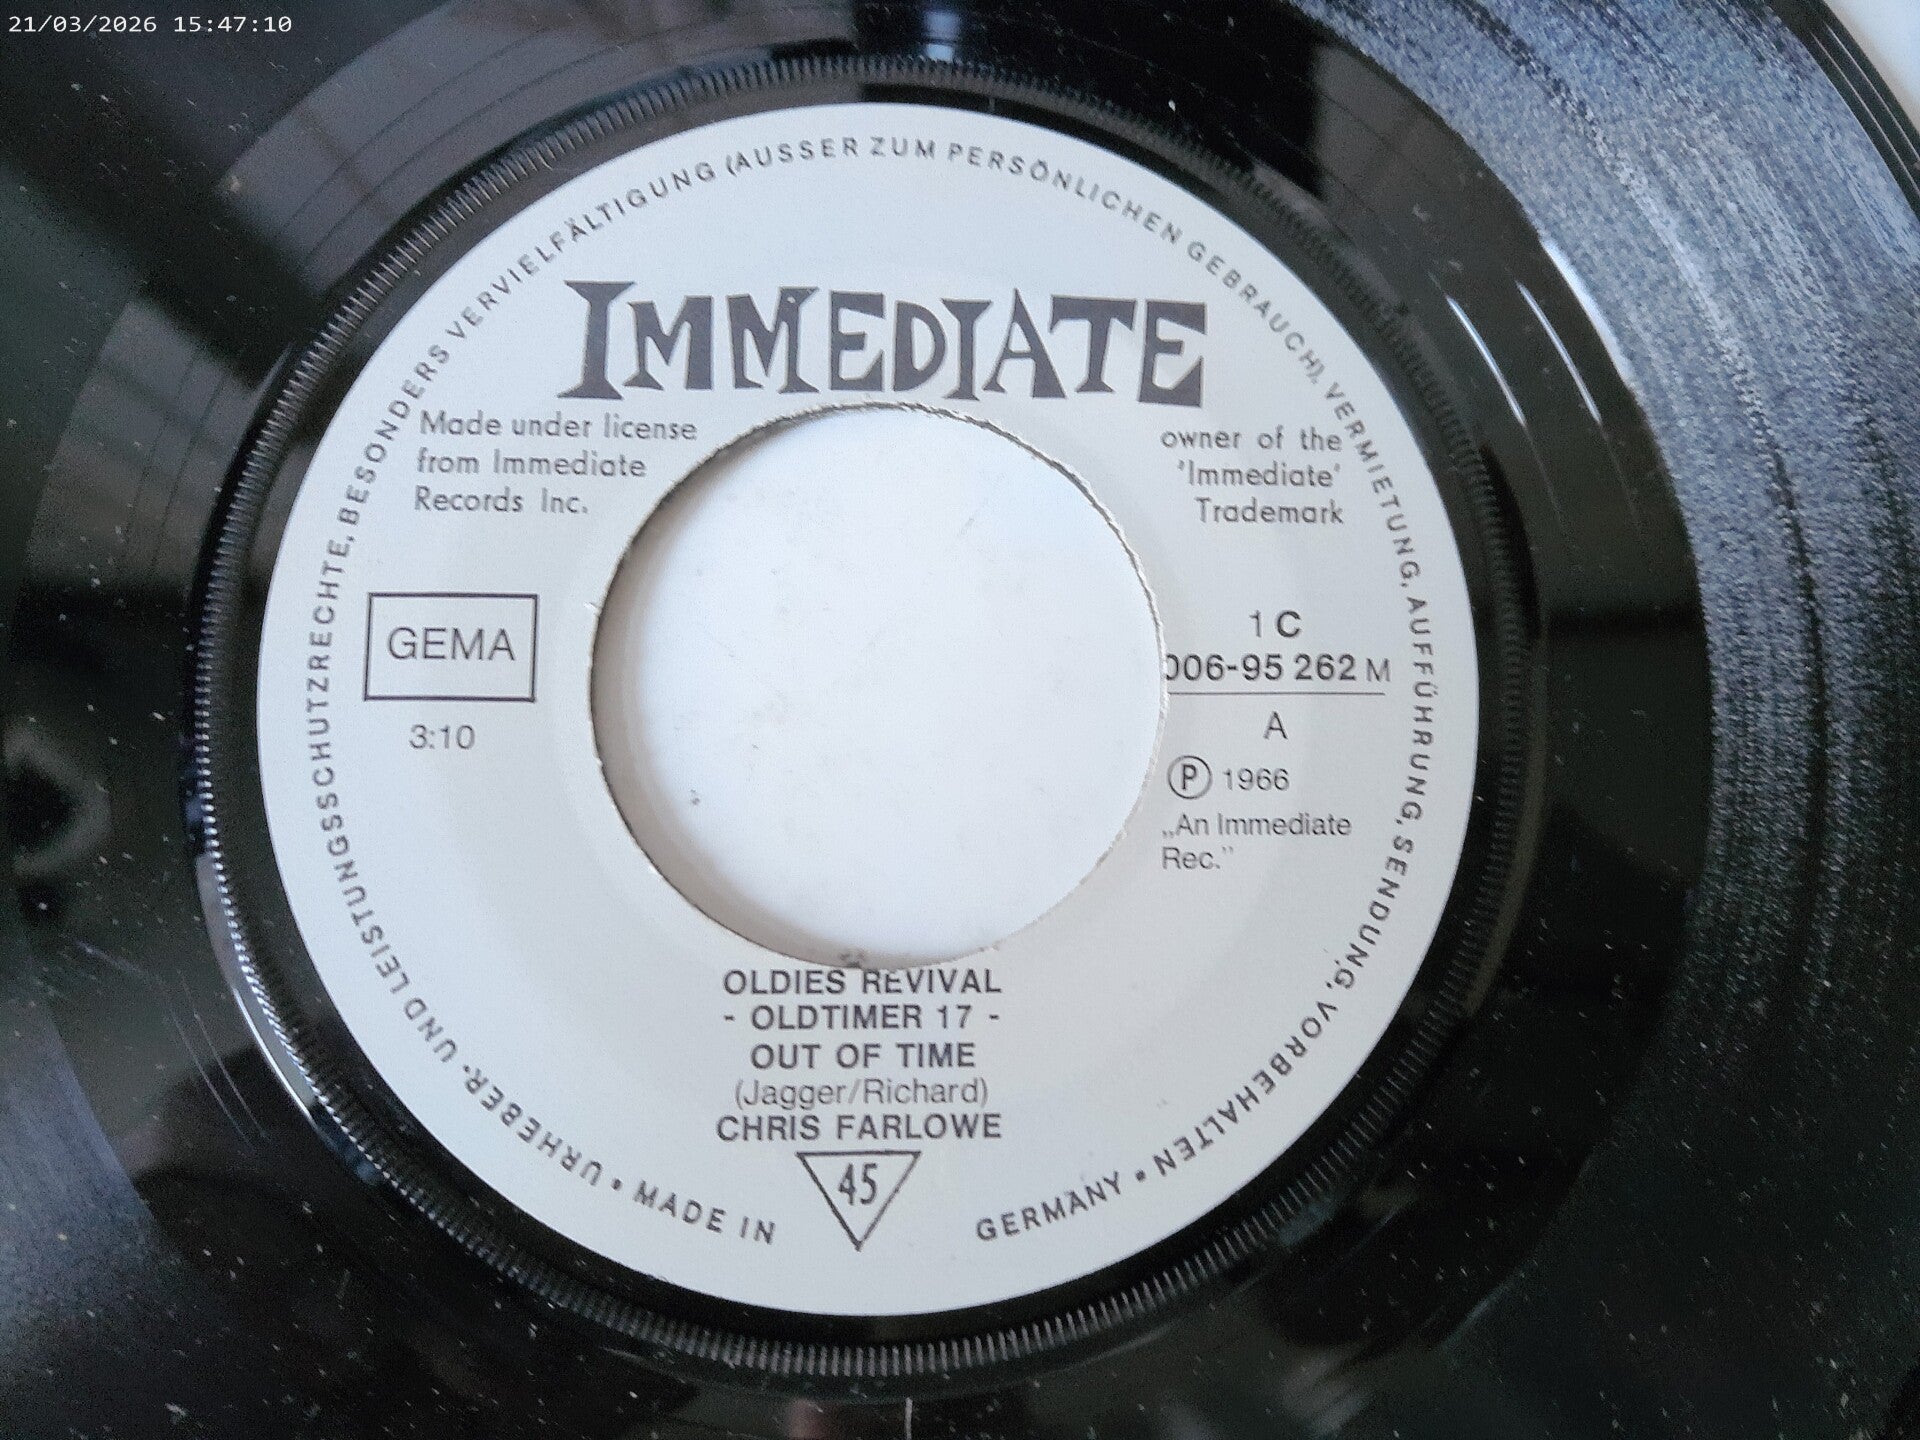 21/03/2026 15:47:10
URHEBER- UND LEISTUNGSSCHUTZRECHTE, BESONDERS VERVIELFÄLTIGUNG (AUSSER ZUM PERSÖNLICHEN GEBRAUCH), VERMIETUNG, AUFFÜHRUNG, SENDUNG, VORBEHALTEN •
IMMEDIATE
Made under license
from Immediate
Records Inc.
owner of the
'Immediate'
Trademark
GEMA
3:10
1 C
006-95 262 M
A
Ⓟ 1966
„An Immediate
Rec.”
OLDIES REVIVAL
- OLDTIMER 17 -
OUT OF TIME
(Jagger/Richard)
CHRIS FARLOWE
45
• MADE IN GERMANY